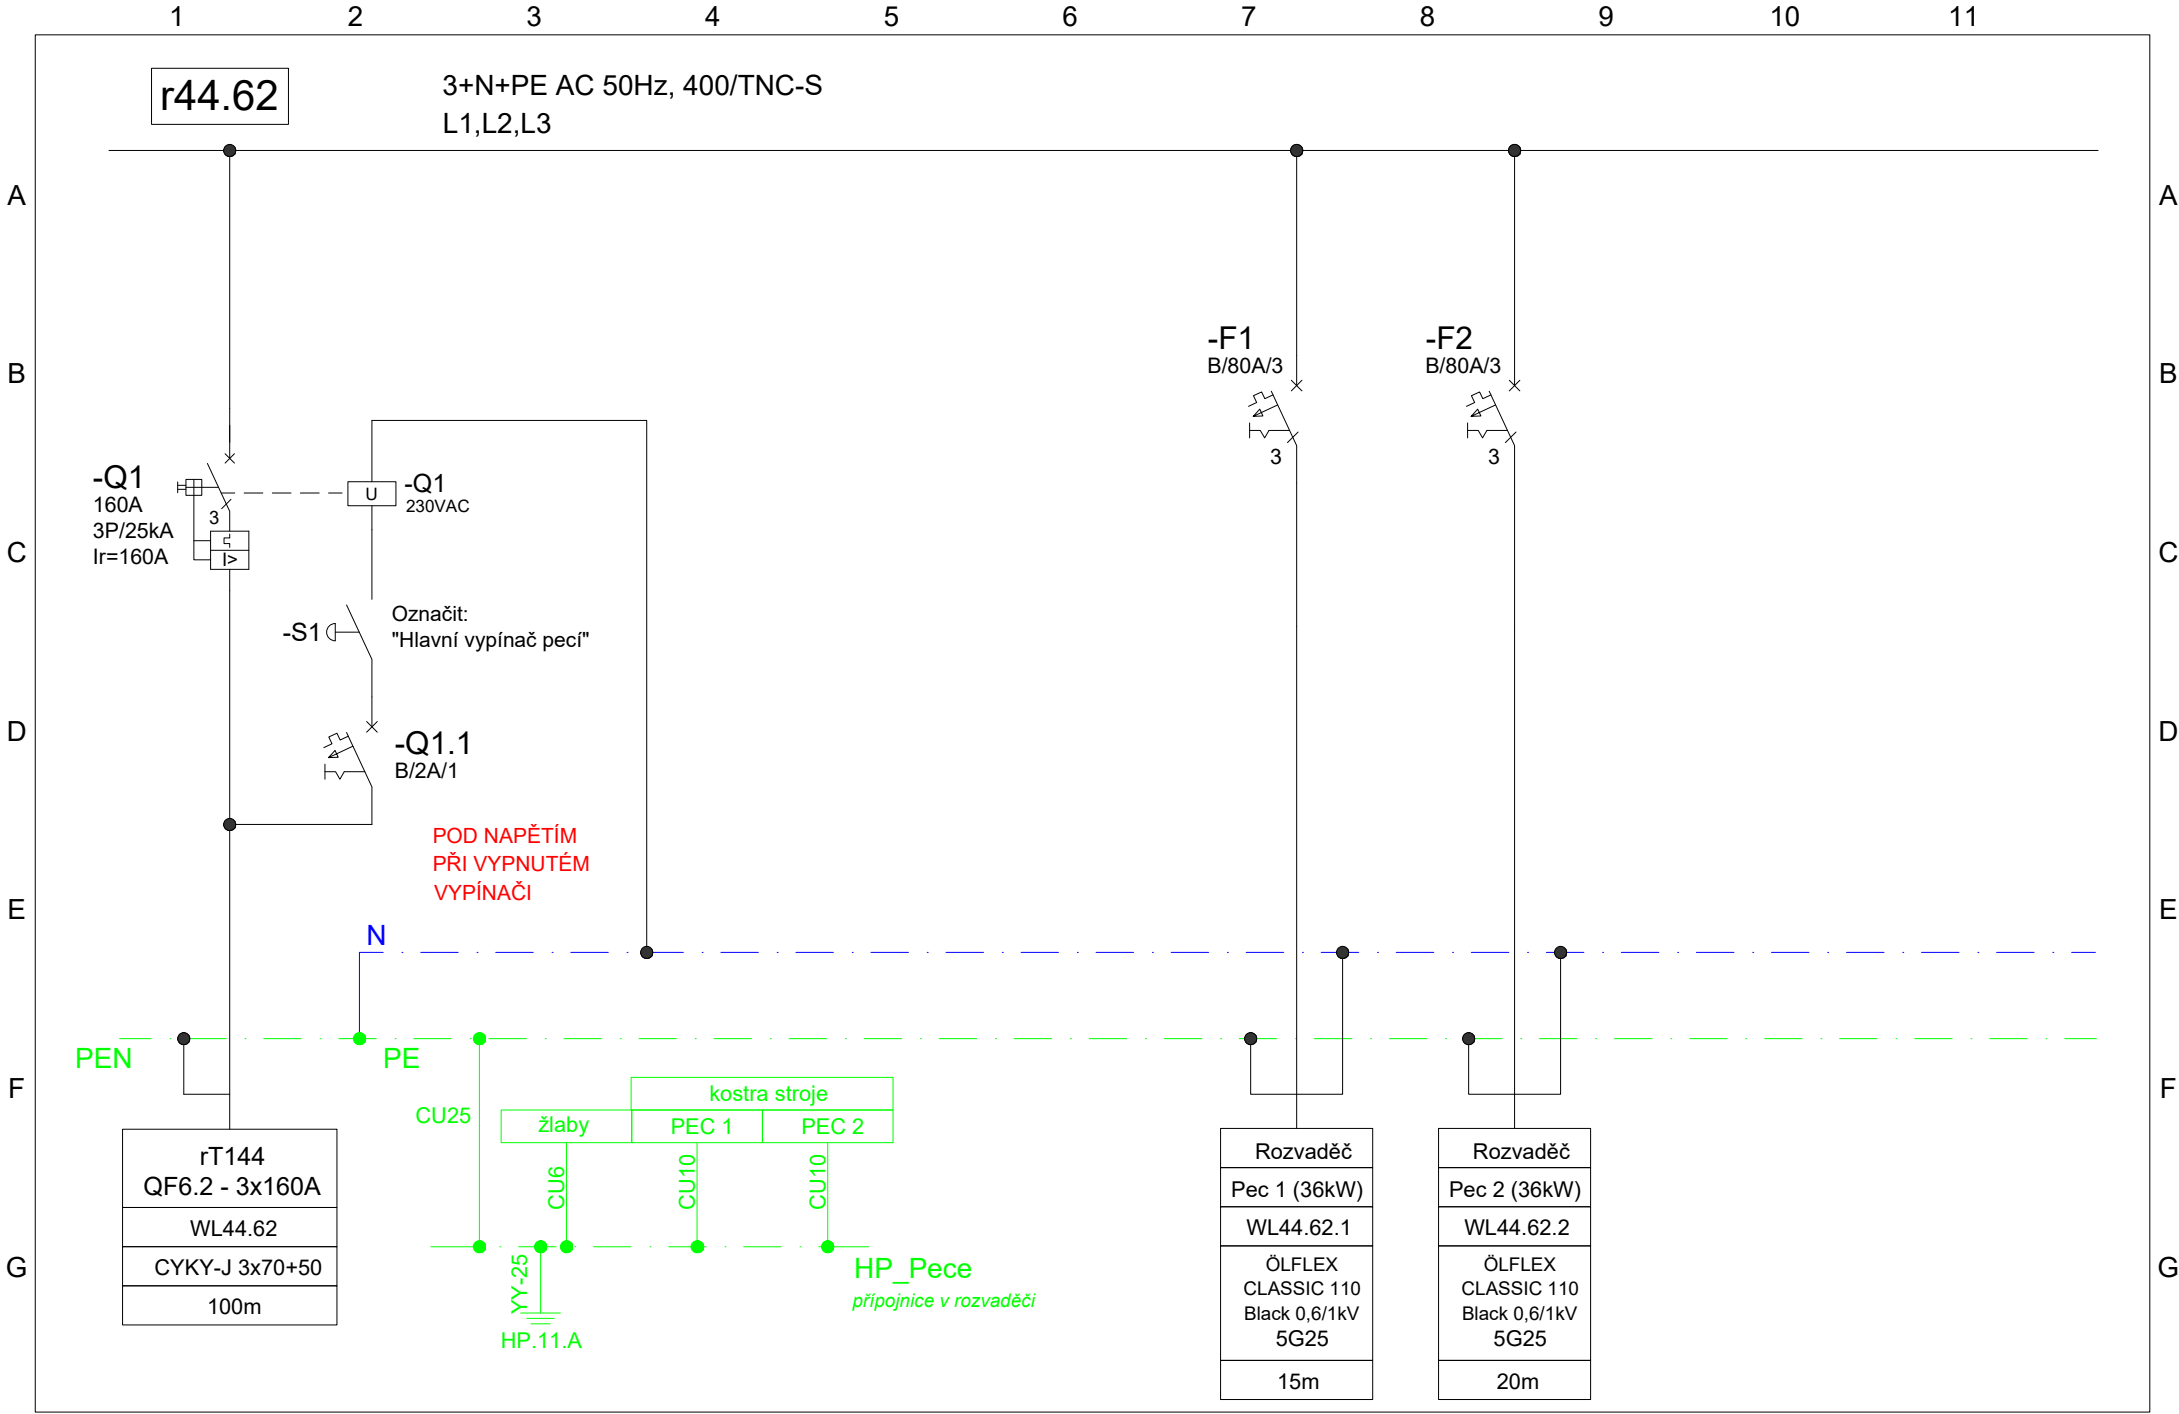 1 2 3 4 5 6 7 8 9 10 11
r44.62
3+N+PE AC 50Hz, 400/TNC-S
L1,L2,L3
A
A
B
B
C
C
D
D
E
E
F
F
G
G
-Q1
160A
3P/25kA
Ir=160A
3
I>
U
-Q1
230VAC
-S1
Označit:
"Hlavní vypínač pecí"
-Q1.1
B/2A/1
POD NAPĚTÍM
PŘI VYPNUTÉM
VYPÍNAČI
-F1
B/80A/3
3
-F2
B/80A/3
3
N
PEN
PE
CU25
kostra stroje
žlaby
PEC 1
PEC 2
CU6
CU10
CU10
YY-25
HP.11.A
HP_Pece
přípojnice v rozvaděči
rT144
QF6.2 - 3x160A
WL44.62
CYKY-J 3x70+50
100m
Rozvaděč
Pec 1 (36kW)
WL44.62.1
ÖLFLEX
CLASSIC 110
Black 0,6/1kV
5G25
15m
Rozvaděč
Pec 2 (36kW)
WL44.62.2
ÖLFLEX
CLASSIC 110
Black 0,6/1kV
5G25
20m